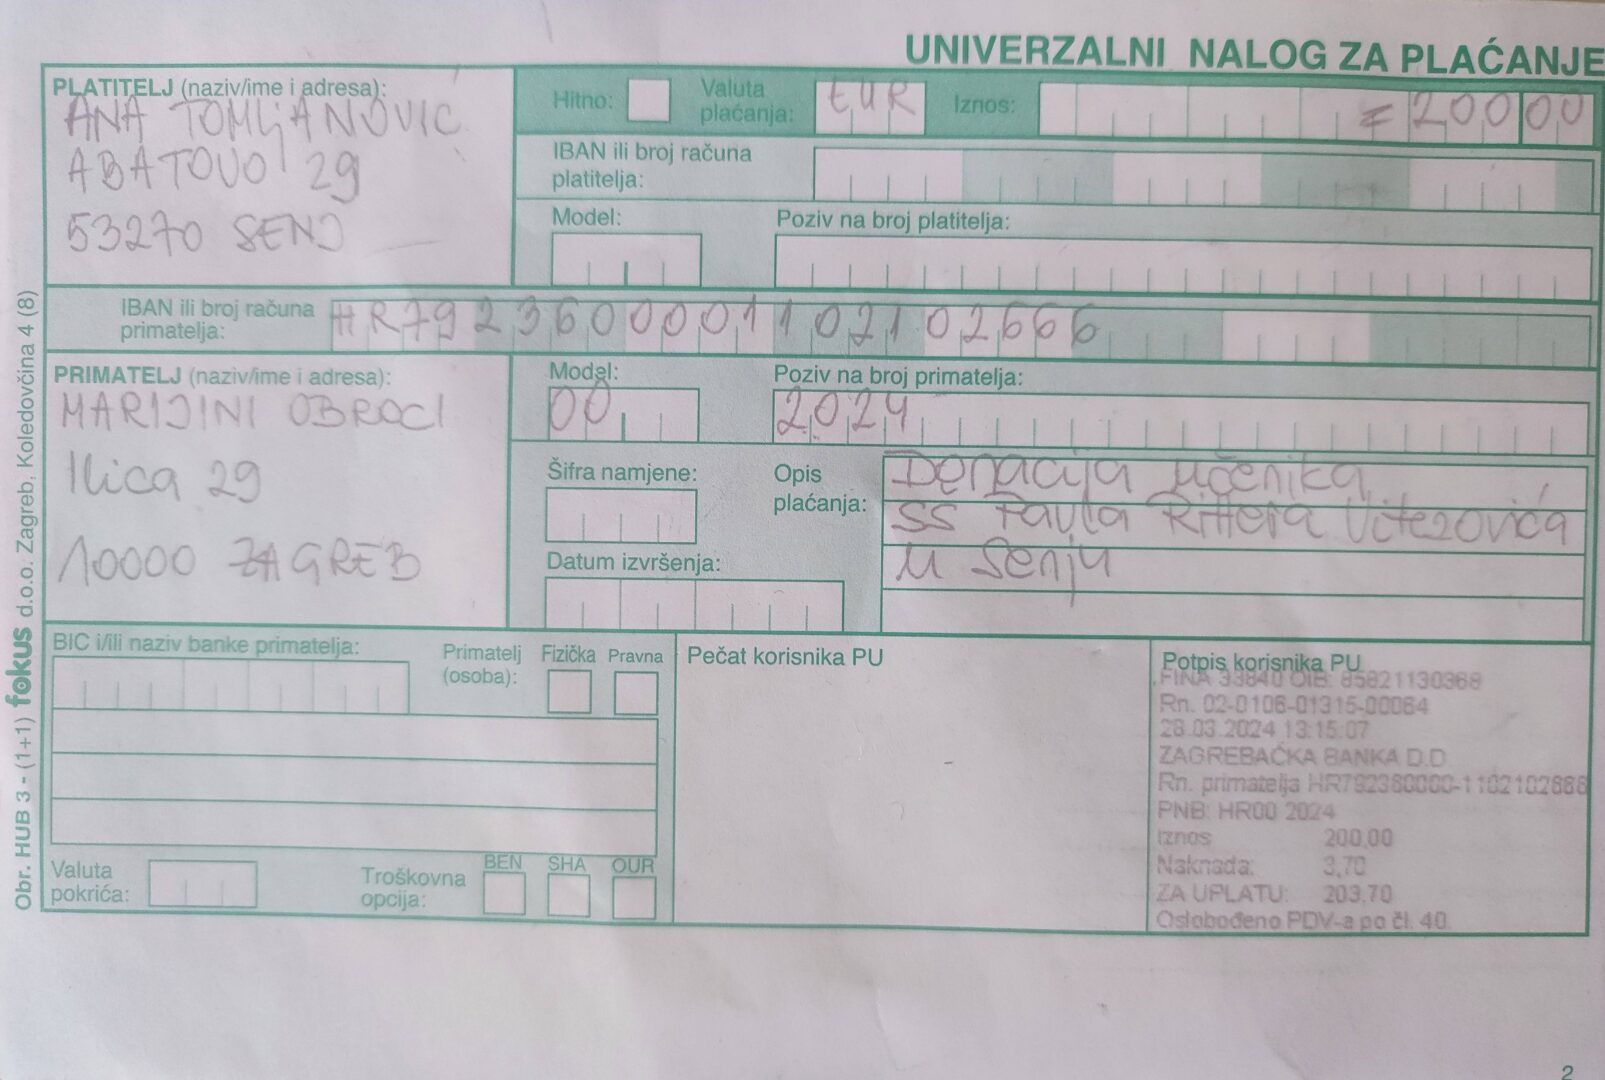 UNIVERZALNI NALOG ZA PLAĆANJE
PLATITELJ (naziv/ime i adresa):
ANA TOMLjANOVIĆ
ABATOVO 29
53270 SENJ
Hitno:
Valuta plaćanja:
EUR
Iznos:
=20000
IBAN ili broj računa platitelja:
Model:
Poziv na broj platitelja:
IBAN ili broj računa primatelja:
HR7923600001102102666
PRIMATELJ (naziv/ime i adresa):
MARIJINI OBROCI
Ilica 29
10000 ZAGREB
Model:
00
Poziv na broj primatelja:
2024
Šifra namjene:
Opis plaćanja:
Donacija učenika
SS Pavla Rittera Vitezovića
u Senju
Datum izvršenja:
BIC i/ili naziv banke primatelja:
Primatelj (osoba):
Fizička
Pravna
Valuta pokrića:
Troškovna opcija:
BEN
SHA
OUR
Pečat korisnika PU
Potpis korisnika PU
FINA 33840 OIB: 85821130368
Rn. 02-0106-01315-00064
28.03.2024 13:15:07
ZAGREBAČKA BANKA D.D
Rn. primatelja HR792360000-1102102666
PNB: HR00 2024
Iznos 200,00
Naknada: 3,70
ZA UPLATU: 203,70
Oslobođeno PDV-a po čl. 40
Obr. HUB 3 - (1+1) fokus d.o.o. Zagreb, Koledovčina 4 (8)
2